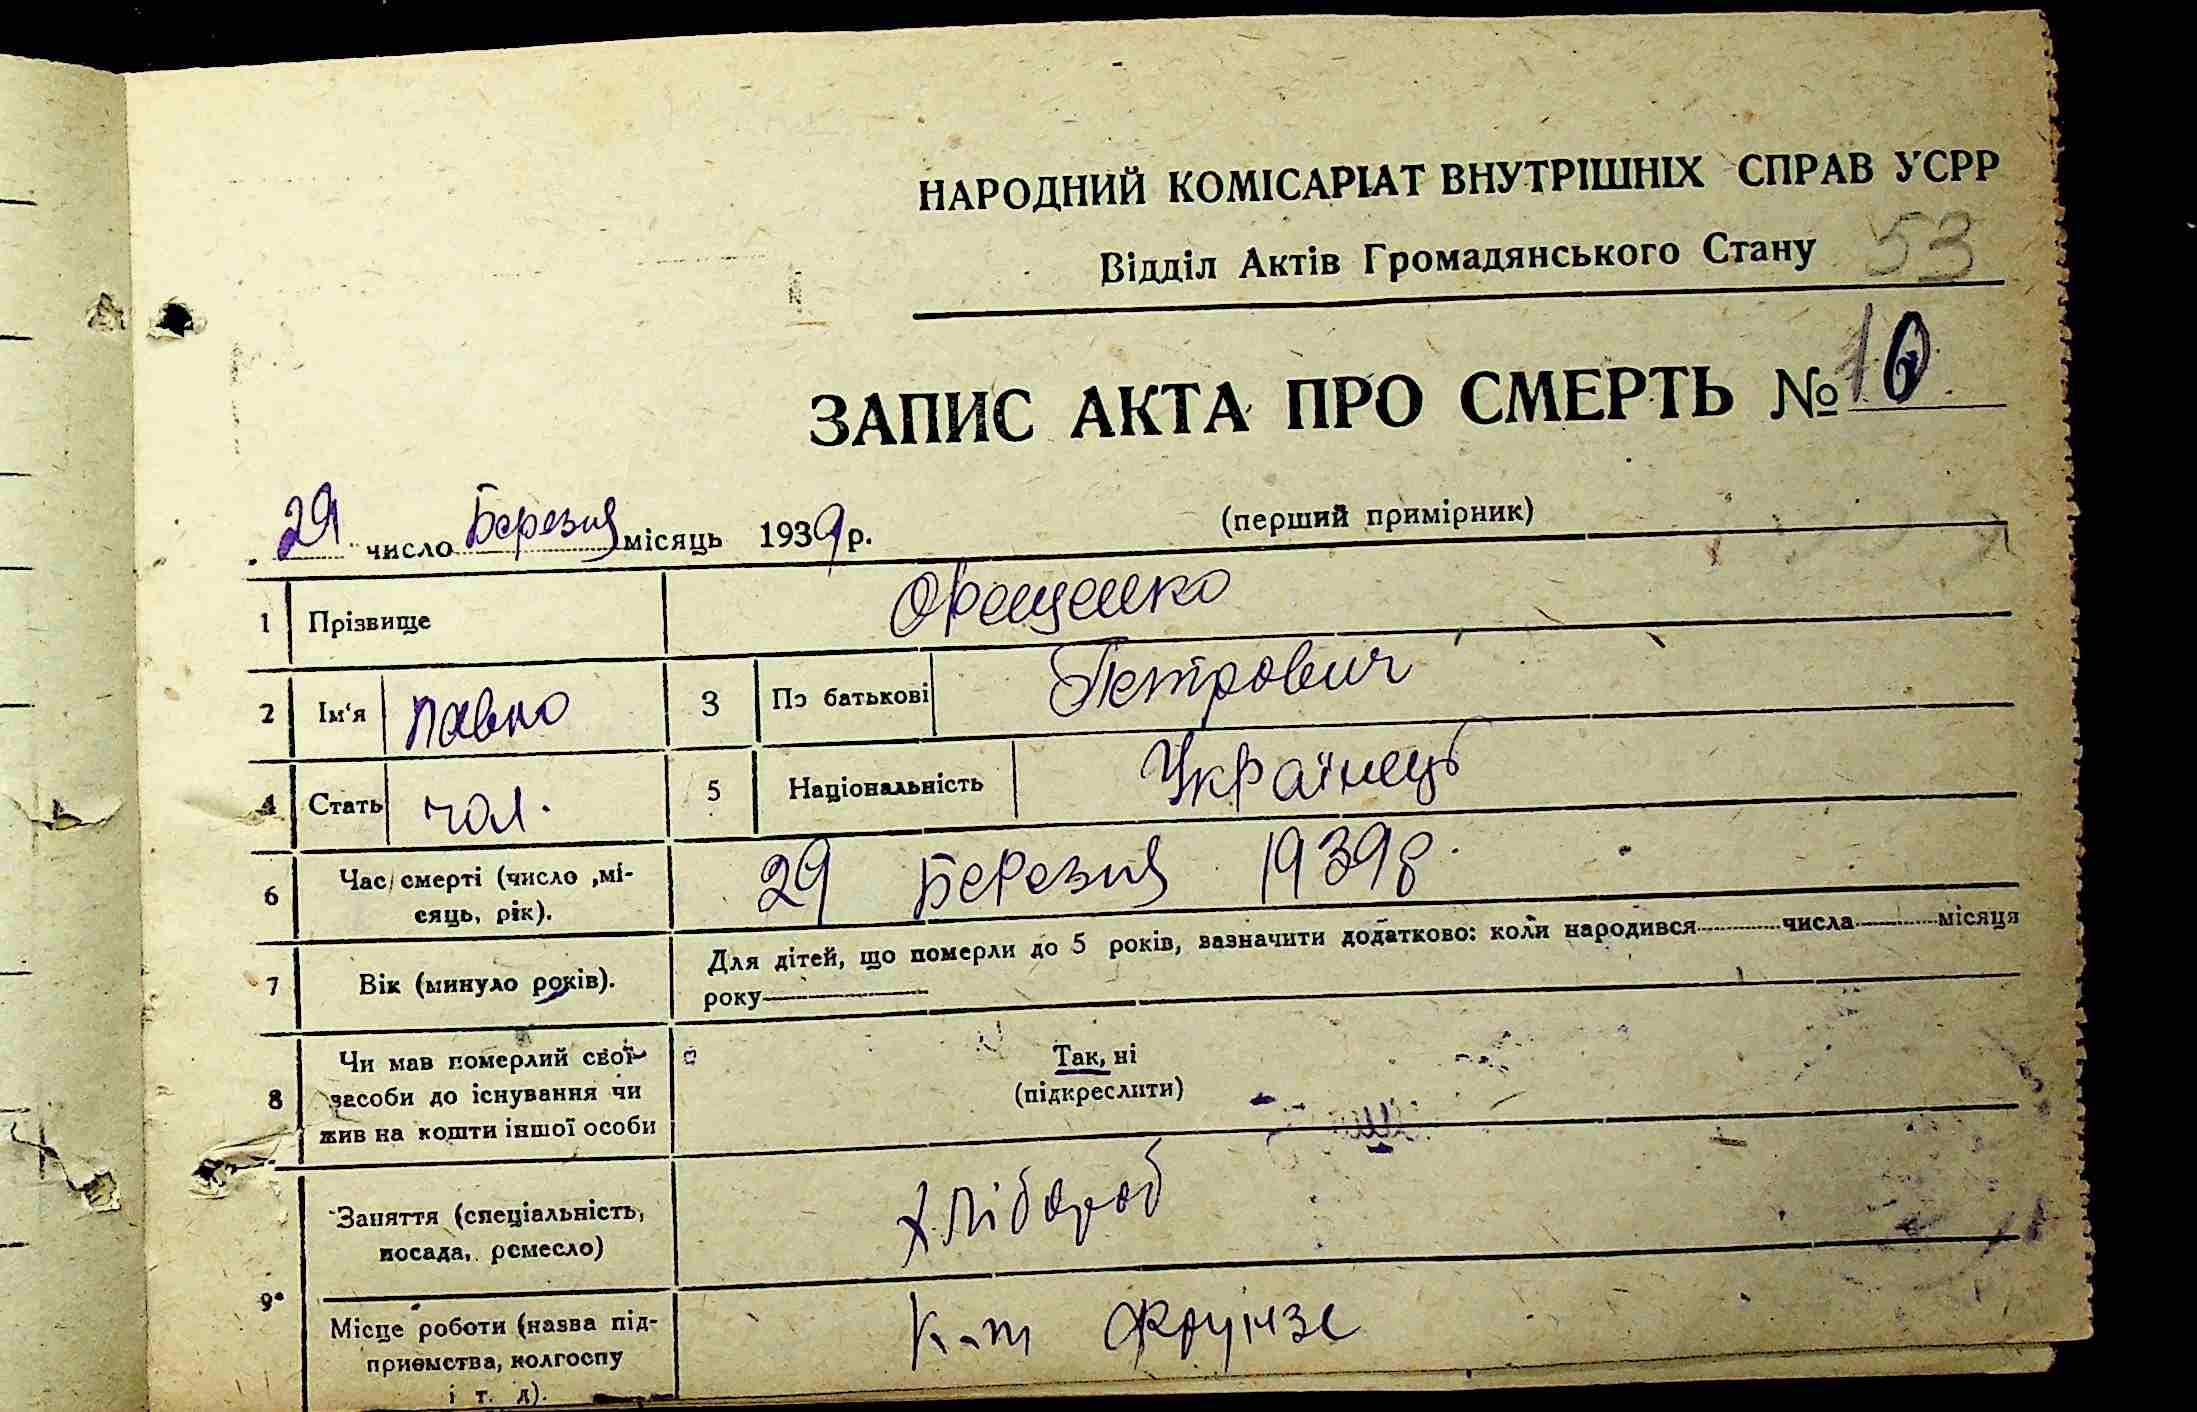 НАРОДНИЙ КОМІСАРІАТ ВНУТРІШНІХ СПРАВ УСРР
Відділ Актів Громадянського Стану 53
ЗАПИС АКТА ПРО СМЕРТЬ № 10
29 число Березня місяць 1939 р. (перший примірник)
1 Прізвище Орещенко
2 Ім'я Павло 3 По батькові Петрович
4 Стать чол. 5 Національність Українець
6 Час смерті (число, мі-
сяць, рік). 29 Березня 1939 р.
7 Вік (минуло років). Для дітей, що померли до 5 років, зазначити додатково: коли народився числа місяця
року
8 Чи мав померлий свої
засоби до існування чи
жив на кошти іншої особи
Так, ні
(підкреслити)
9 Заняття (спеціальність,
посада, ремесло) Хлібороб
Місце роботи (назва під-
приємства, колгоспу
і т. д). К-т Фрунзе